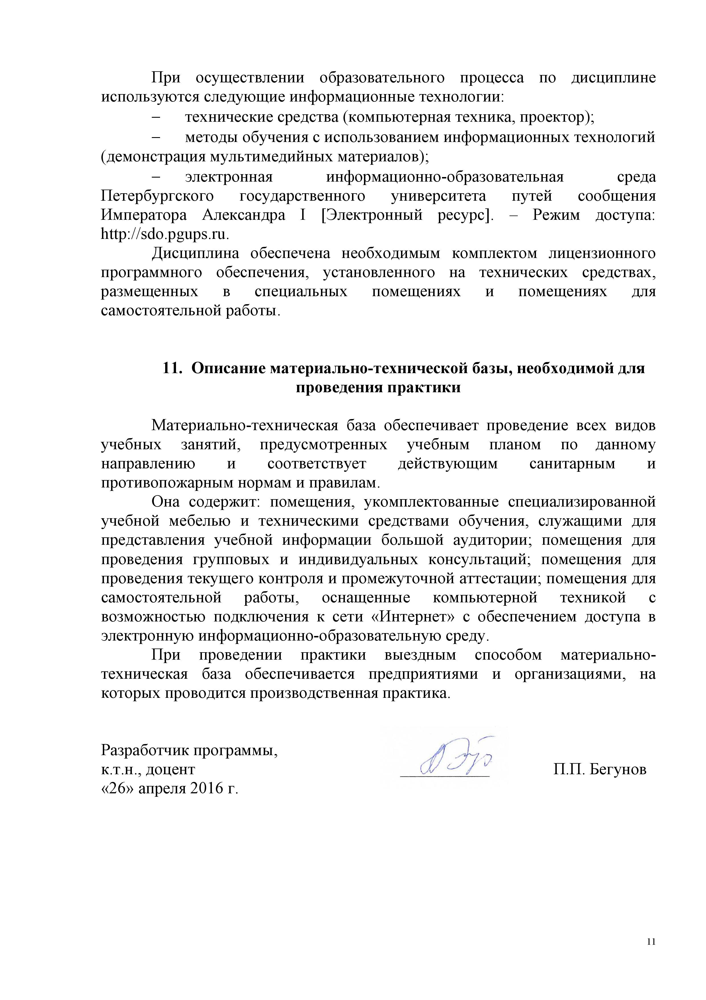 При осуществлении образовательного процесса по дисциплине
используются следующие информационные технологии:
− технические средства (компьютерная техника, проектор);
− методы обучения с использованием информационных технологий
(демонстрация мультимедийных материалов);
− электронная информационно-образовательная среда
Петербургского государственного университета путей сообщения
Императора Александра I [Электронный ресурс]. – Режим доступа:
http://sdo.pgups.ru.
Дисциплина обеспечена необходимым комплектом лицензионного
программного обеспечения, установленного на технических средствах,
размещенных в специальных помещениях и помещениях для
самостоятельной работы.
11. Описание материально-технической базы, необходимой для
проведения практики
Материально-техническая база обеспечивает проведение всех видов
учебных занятий, предусмотренных учебным планом по данному
направлению и соответствует действующим санитарным и
противопожарным нормам и правилам.
Она содержит: помещения, укомплектованные специализированной
учебной мебелью и техническими средствами обучения, служащими для
представления учебной информации большой аудитории; помещения для
проведения групповых и индивидуальных консультаций; помещения для
проведения текущего контроля и промежуточной аттестации; помещения для
самостоятельной работы, оснащенные компьютерной техникой с
возможностью подключения к сети «Интернет» с обеспечением доступа в
электронную информационно-образовательную среду.
При проведении практики выездным способом материально-
техническая база обеспечивается предприятиями и организациями, на
которых проводится производственная практика.
Разработчик программы,
к.т.н., доцент П.П. Бегунов
«26» апреля 2016 г.
11